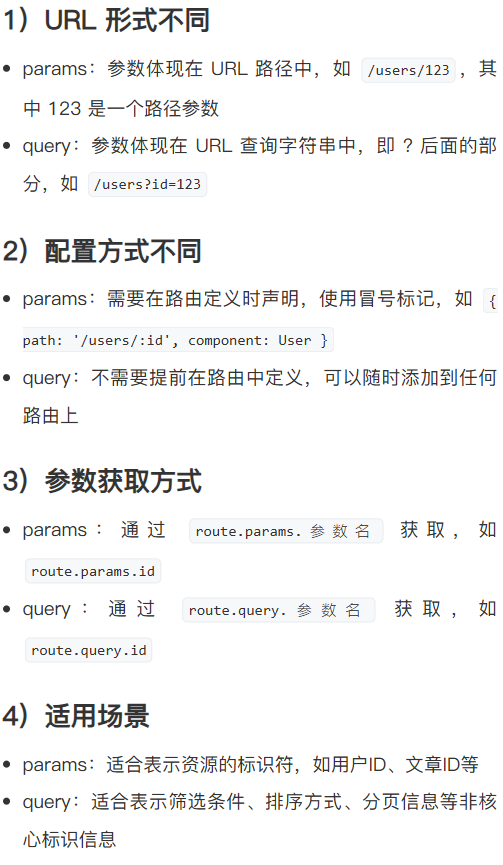 1）URL 形式不同
params：参数体现在 URL 路径中，如 /users/123 ，其
中 123 是一个路径参数
query：参数体现在 URL 查询字符串中，即 ? 后面的部
分，如 /users?id=123
2）配置方式不同
params：需要在路由定义时声明，使用冒号标记，如 {
path: '/users/:id', component: User }
query：不需要提前在路由中定义，可以随时添加到任何
路由上
3）参数获取方式
params：通过 route.params.参数名 获取，如
route.params.id
query：通过 route.query.参数名 获取，如
route.query.id
4）适用场景
params：适合表示资源的标识符，如用户ID、文章ID等
query：适合表示筛选条件、排序方式、分页信息等非核
心标识信息